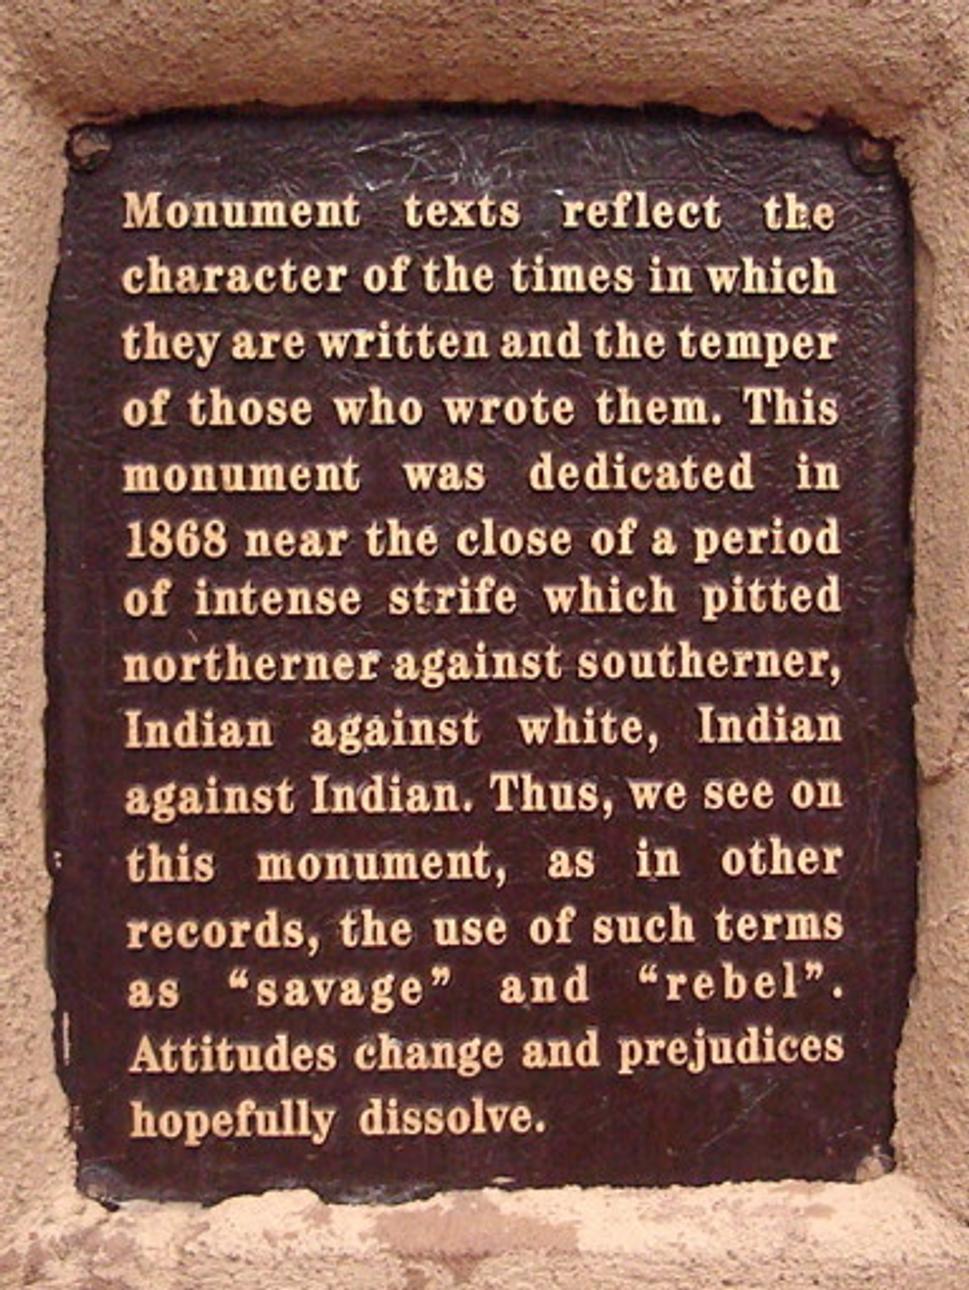 Monument texts reflect the
character of the times in which
they are written and the temper
of those who wrote them. This
monument was dedicated in
1868 near the close of a period
of intense strife which pitted
northerner against southerner,
Indian against white, Indian
against Indian. Thus, we see on
this monument, as in other
records, the use of such terms
as “savage” and “rebel”.
Attitudes change and prejudices
hopefully dissolve.